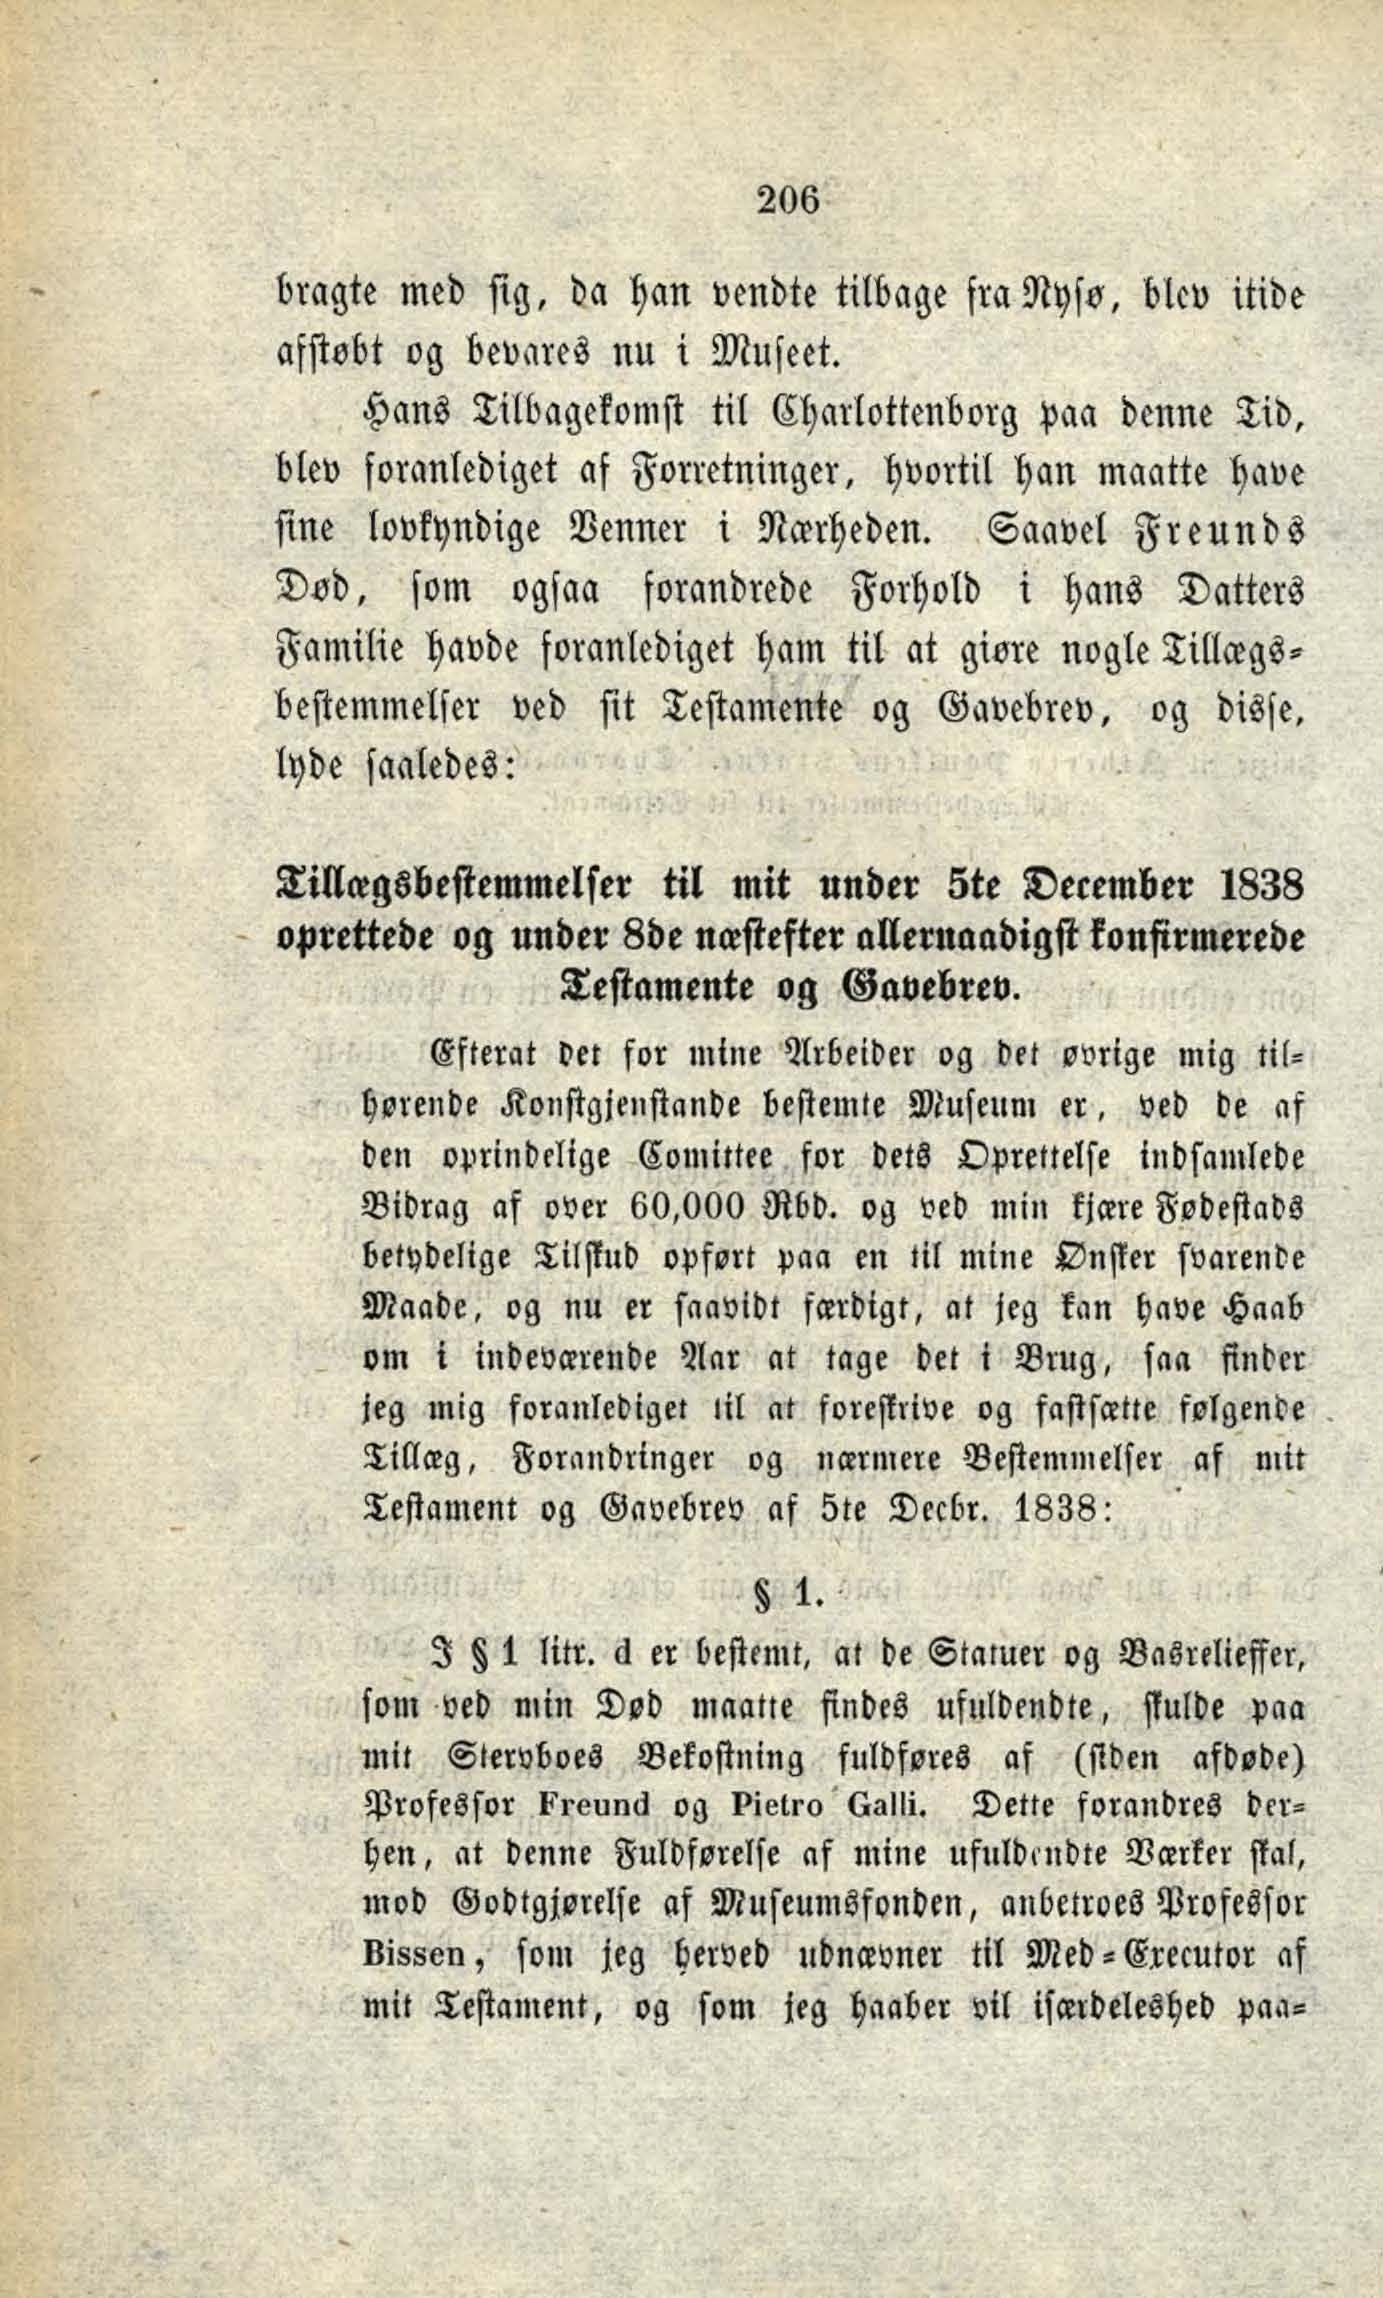 206
bragte med sig, da han vendte tilbage fra Nysø, blev itide
afstøbt og bevares nu i Museet.
Hans Tilbagekomst til Charlottenborg paa denne Tid,
blev foranlediget af Forretninger, hvortil han maatte have
sine lovkyndige Venner i Nærheden. Saavel Freunds
Død, som ogsaa forandrede Forhold i hans Datters
Familie havde foranlediget ham til at giøre nogle Tillægs-
bestemmelser ved sit Testamente og Gavebrev, og disse,
lyde saaledes:
Tillægsbestemmelser til mit under 5te December 1838
oprettede og under 8de næstefter allernaadigst konfirmerede
Testamente og Gavebrev.
Efterat det for mine Arbeider og det øvrige mig til-
hørende Konstgjenstande bestemte Museum er, ved de af
den oprindelige Comittee for dets Oprettelse indsamlede
Bidrag af over 60,000 Rbd. og ved min kjære Fødestads
betydelige Tilskud opført paa en til mine Ønsker svarende
Maade, og nu er saavidt færdigt, at jeg kan have Haab
om i indeværende Aar at tage det i Brug, saa finder
jeg mig foranlediget til at foreskrive og fastsætte følgende
Tillæg, Forandringer og nærmere Bestemmelser af mit
Testament og Gavebrev af 5te Decbr. 1838:
§ 1.
I § 1 litr. d er bestemt, at de Statuer og Basrelieffer,
som ved min Død maatte findes ufuldendte, skulde paa
mit Stervboes Bekostning fuldføres af (siden afdøde)
Professor Freund og Pietro Galli. Dette forandres der-
hen, at denne Fuldførelse af mine ufuldendte Værker skal,
mod Godtgjørelse af Museumsfonden, anbetroes Professor
Bissen, som jeg herved udnævner til Med-Executor af
mit Testament, og som jeg haaber vil isærdeleshed paa-